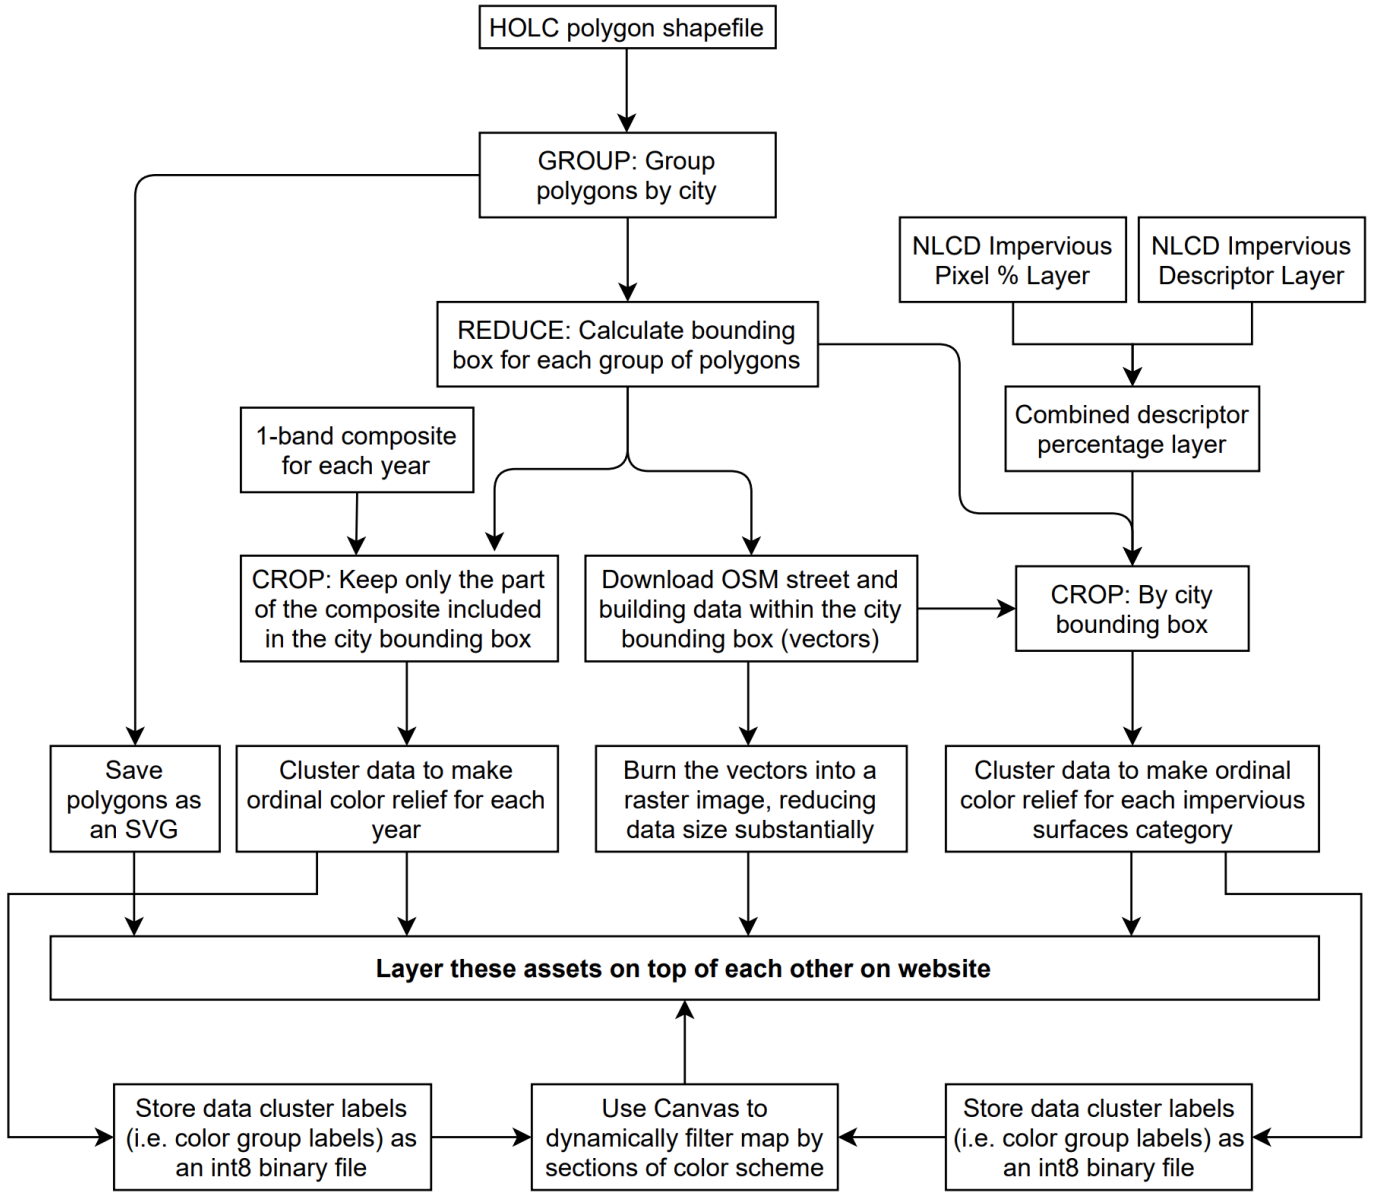 HOLC polygon shapefile
GROUP: Group
polygons by city
NLCD Impervious
Pixel % Layer
NLCD Impervious
Descriptor Layer
REDUCE: Calculate bounding
box for each group of polygons
1-band composite
for each year
Combined descriptor
percentage layer
CROP: Keep only the part
of the composite included
in the city bounding box
Download OSM street and
building data within the city
bounding box (vectors)
CROP: By city
bounding box
Save
polygons as
an SVG
Cluster data to make
ordinal color relief for each
year
Burn the vectors into a
raster image, reducing
data size substantially
Cluster data to make ordinal
color relief for each impervious
surfaces category
Layer these assets on top of each other on website
Store data cluster labels
(i.e. color group labels) as
an int8 binary file
Use Canvas to
dynamically filter map by
sections of color scheme
Store data cluster labels
(i.e. color group labels) as
an int8 binary file